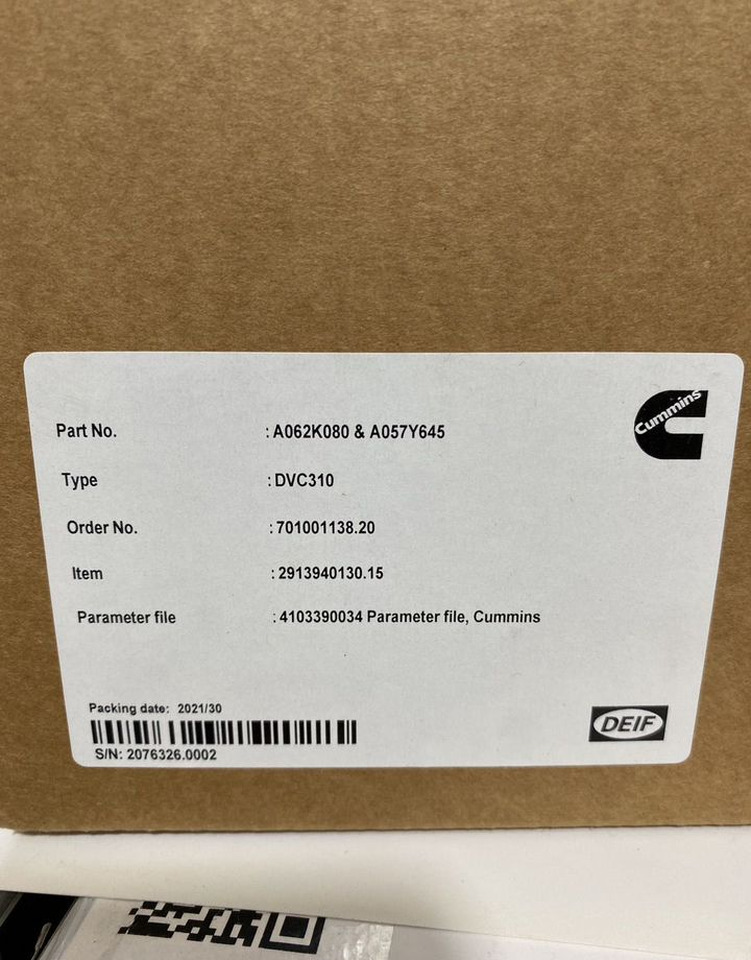 Cummins
Part No. : A062K080 & A057Y645
Type : DVC310
Order No. : 701001138.20
Item : 2913940130.15
Parameter file : 4103390034 Parameter file, Cummins
Packing date: 2021/30
S/N: 2076326.0002
DEIF